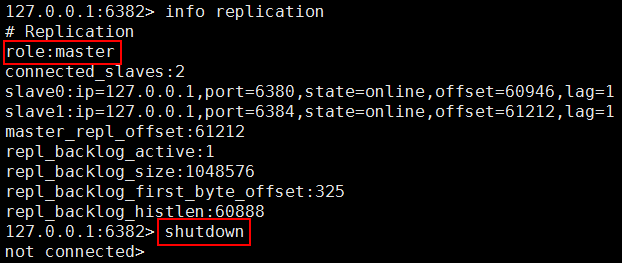 127.0.0.1:6382> info replication
# Replication
role:master
connected_slaves:2
slave0:ip=127.0.0.1,port=6380,state=online,offset=60946,lag=1
slave1:ip=127.0.0.1,port=6384,state=online,offset=61212,lag=1
master_repl_offset:61212
repl_backlog_active:1
repl_backlog_size:1048576
repl_backlog_first_byte_offset:325
repl_backlog_histlen:60888
127.0.0.1:6382> shutdown
not connected>